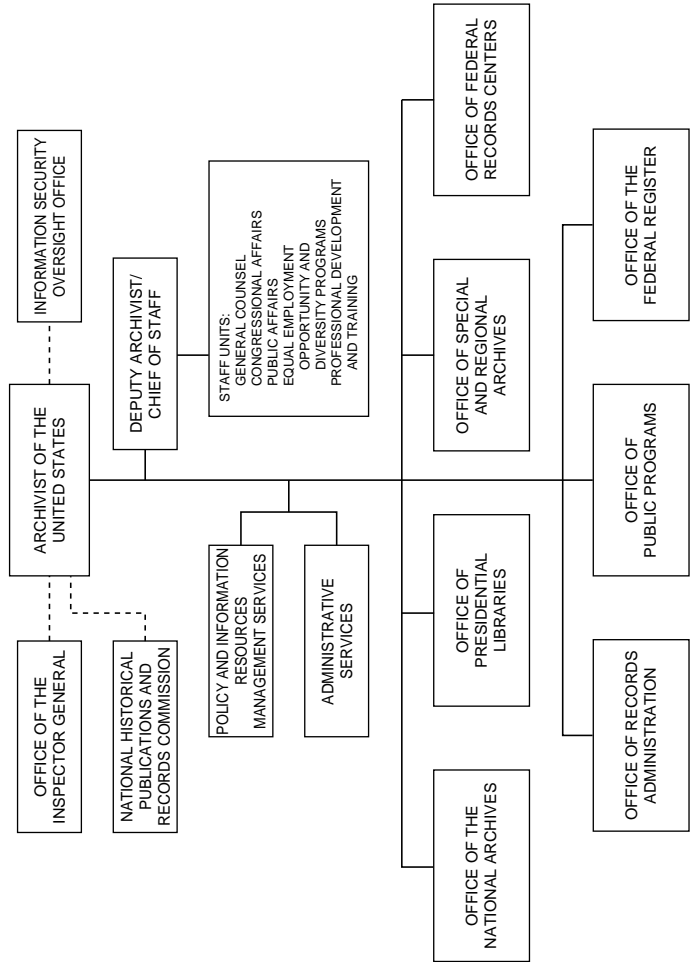 ARCHIVIST OF THE
UNITED STATES
OFFICE OF THE
INSPECTOR GENERAL
INFORMATION SECURITY
OVERSIGHT OFFICE
NATIONAL HISTORICAL
PUBLICATIONS AND
RECORDS COMMISSION
DEPUTY ARCHIVIST/
CHIEF OF STAFF
STAFF UNITS:
GENERAL COUNSEL
CONGRESSIONAL AFFAIRS
PUBLIC AFFAIRS
EQUAL EMPLOYMENT
OPPORTUNITY AND
DIVERSITY PROGRAMS
PROFESSIONAL DEVELOPMENT
AND TRAINING
POLICY AND INFORMATION
RESOURCES
MANAGEMENT SERVICES
ADMINISTRATIVE
SERVICES
OFFICE OF THE
NATIONAL ARCHIVES
OFFICE OF
PRESIDENTIAL
LIBRARIES
OFFICE OF SPECIAL
AND REGIONAL
ARCHIVES
OFFICE OF FEDERAL
RECORDS CENTERS
OFFICE OF RECORDS
ADMINISTRATION
OFFICE OF
PUBLIC PROGRAMS
OFFICE OF THE
FEDERAL REGISTER